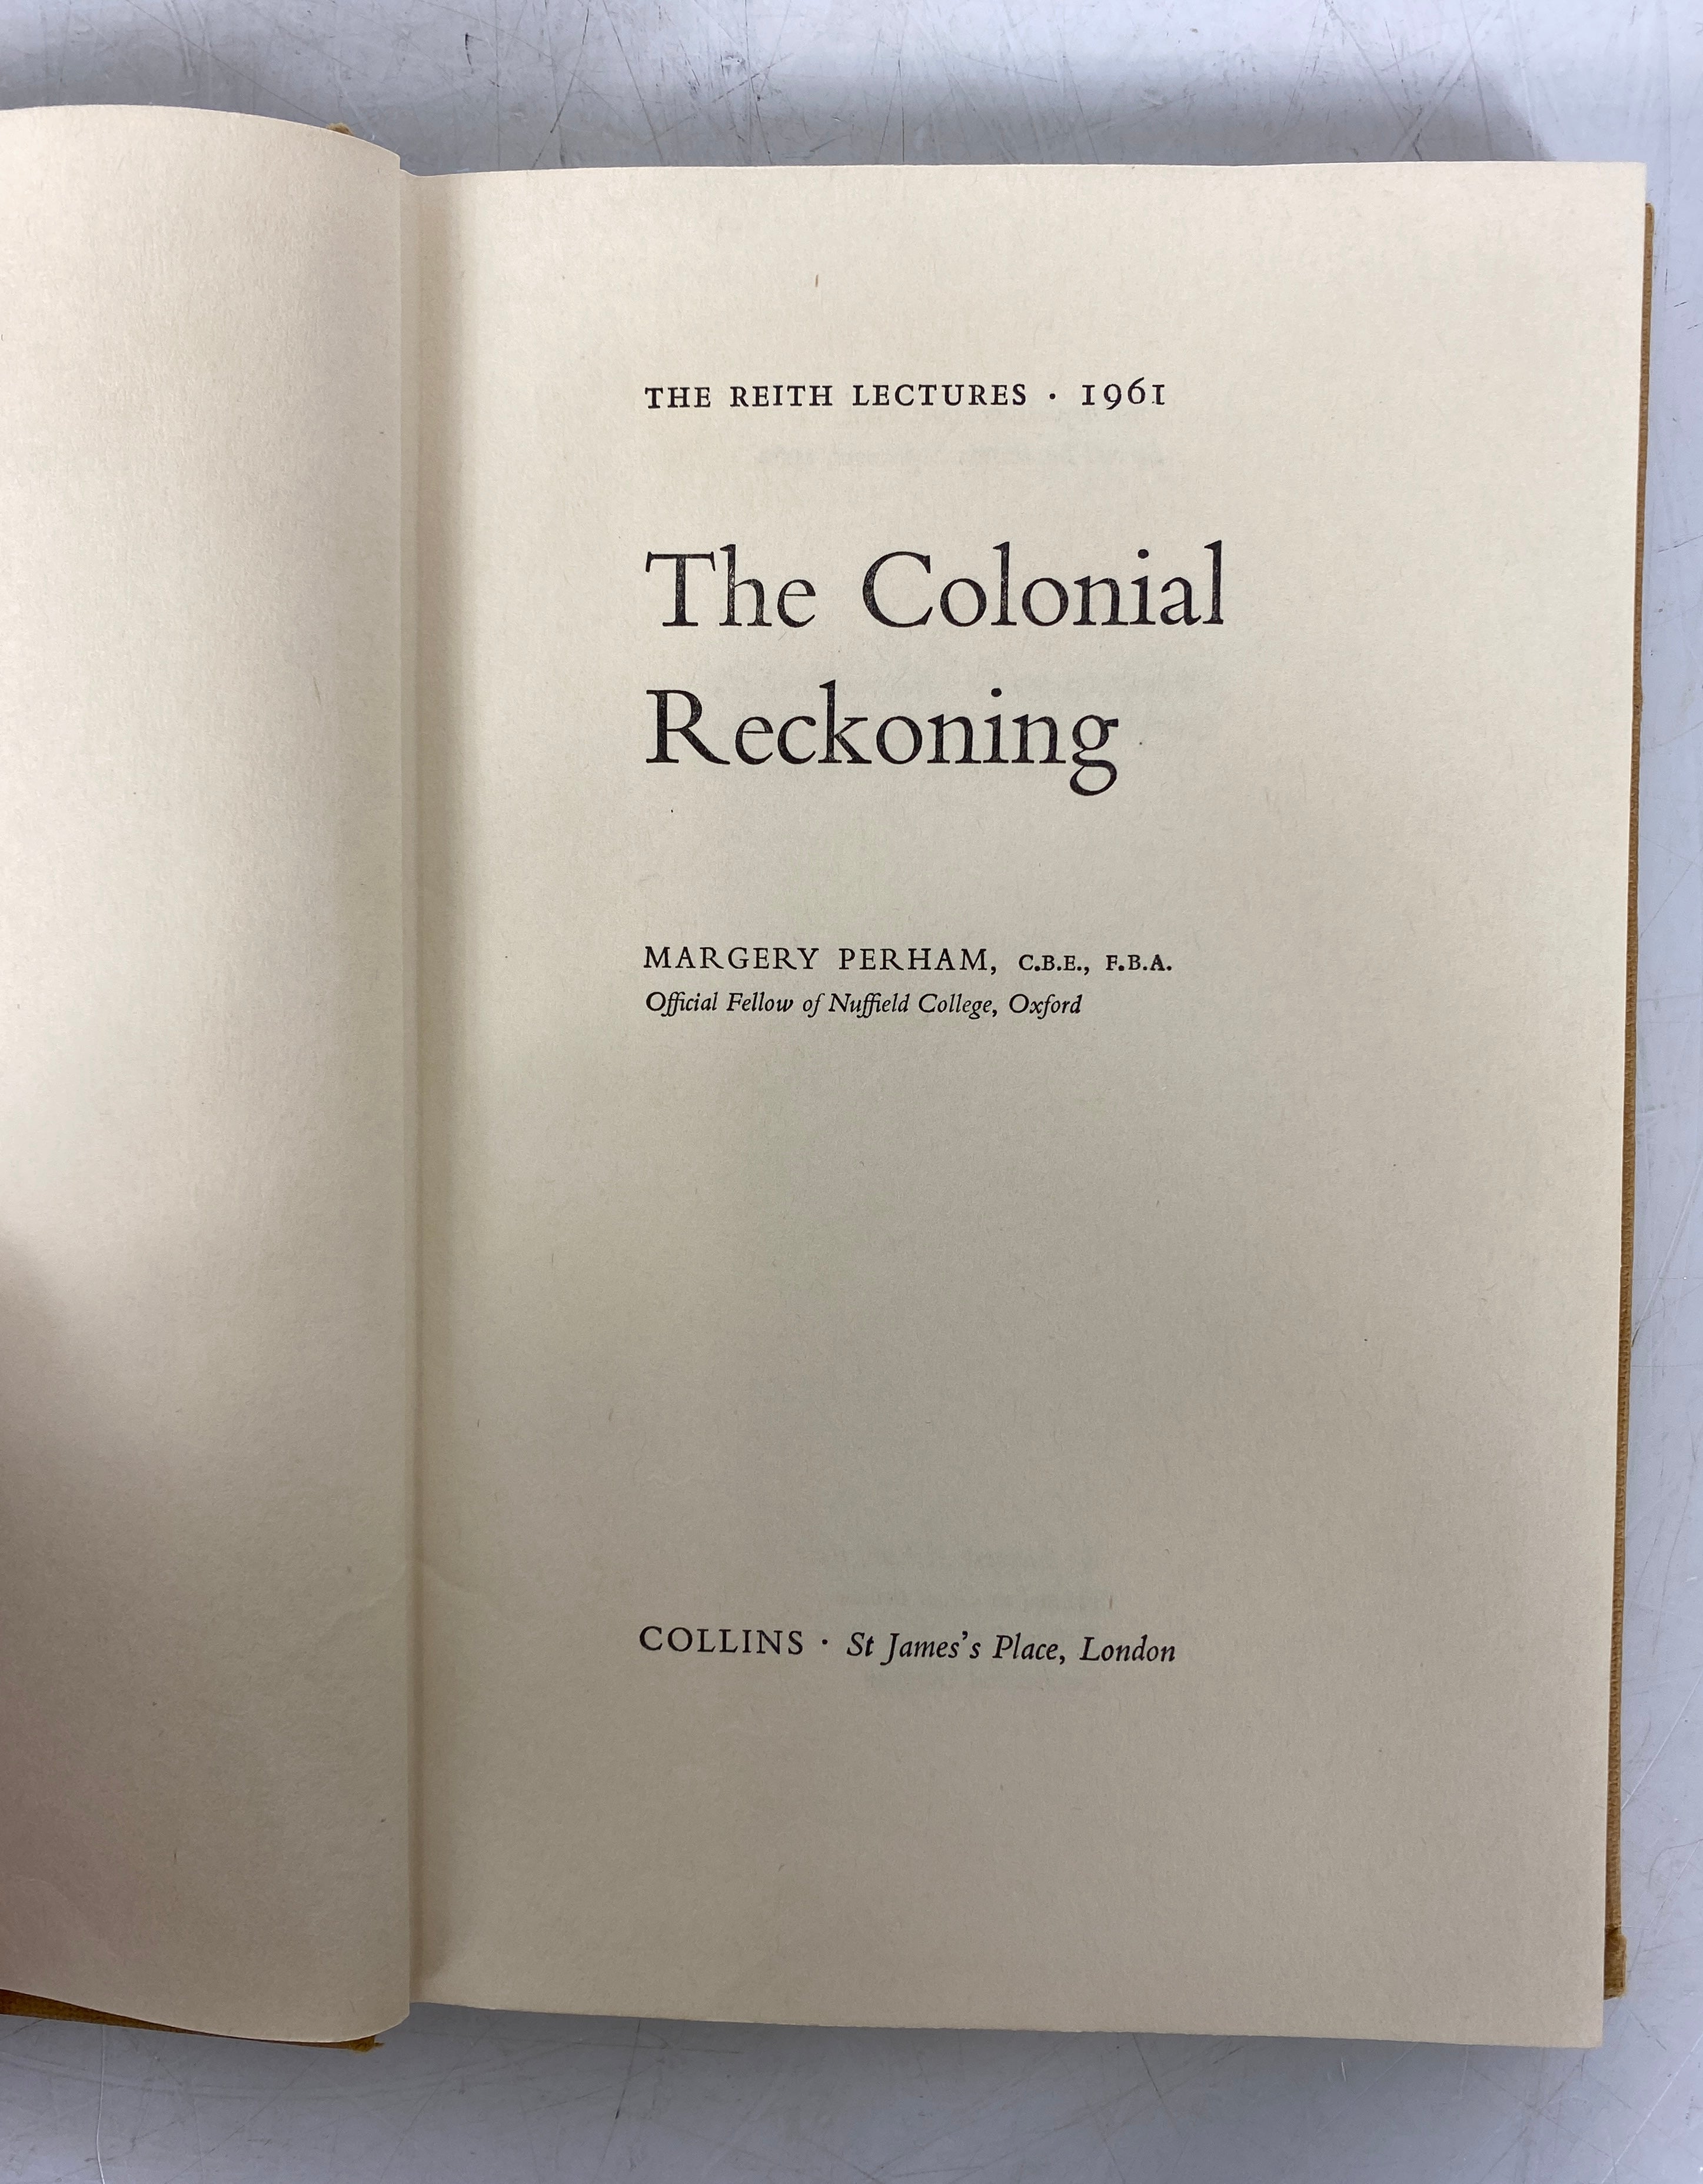 THE REITH LECTURES · 1961
The Colonial
Reckoning
MARGERY PERHAM, C.B.E., F.B.A.
Official Fellow of Nuffield College, Oxford
COLLINS · St James's Place, London